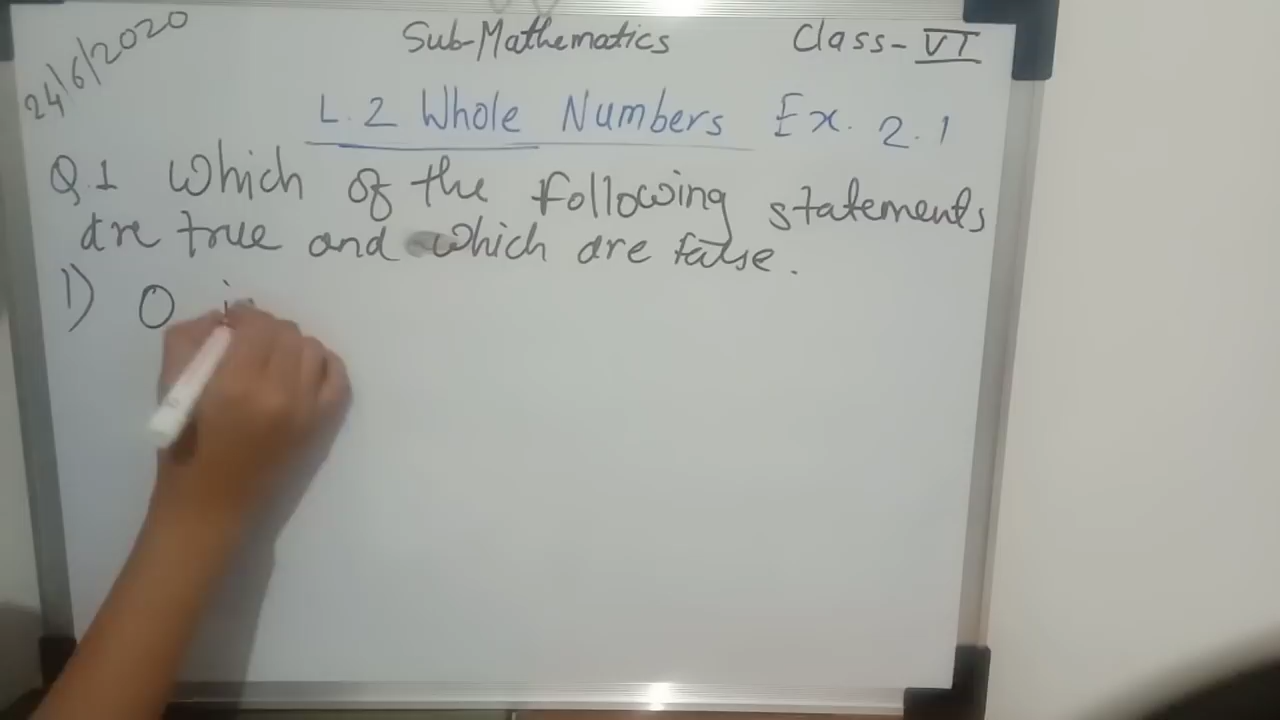 24/6/2020
Sub-Mathematics Class-VI
L.2 Whole Numbers Ex. 2.1
Q.1 Which of the following statements
are true and which are false.
1) 0 i